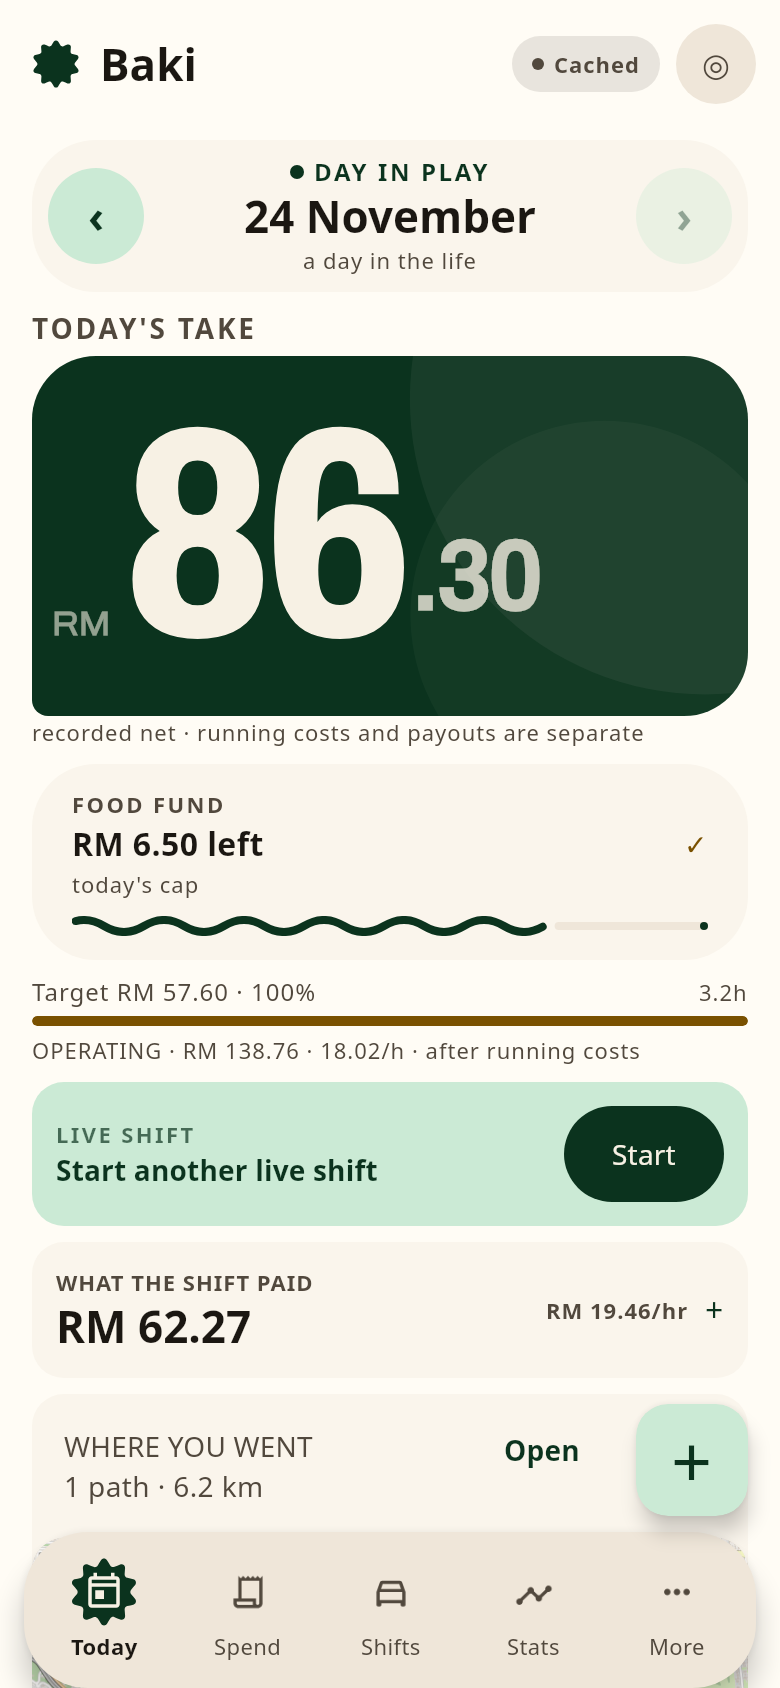 Baki
Cached
DAY IN PLAY
24 November
a day in the life
TODAY'S TAKE
RM 86.30
recorded net · running costs and payouts are separate
FOOD FUND
RM 6.50 left
✓
today's cap
Target RM 57.60 · 100%
3.2h
OPERATING · RM 138.76 · 18.02/h · after running costs
LIVE SHIFT
Start another live shift
Start
WHAT THE SHIFT PAID
RM 62.27
RM 19.46/hr +
WHERE YOU WENT
1 path · 6.2 km
Open
+
Today
Spend
Shifts
Stats
More